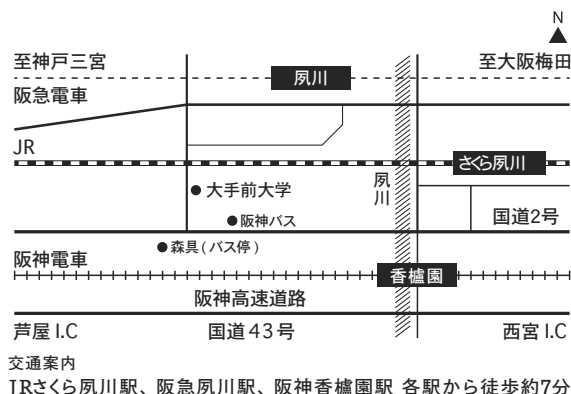 N
至神戸三宮
至大阪梅田
夙川
阪急電車
JR
さくら夙川
夙川
大手前大学
阪神バス
国道2号
森具(バス停)
阪神電車
香櫨園
阪神高速道路
芦屋 I.C
国道43号
西宮 I.C
交通案内
JRさくら夙川駅、阪急夙川駅、阪神香櫨園駅 各駅から徒歩約7分